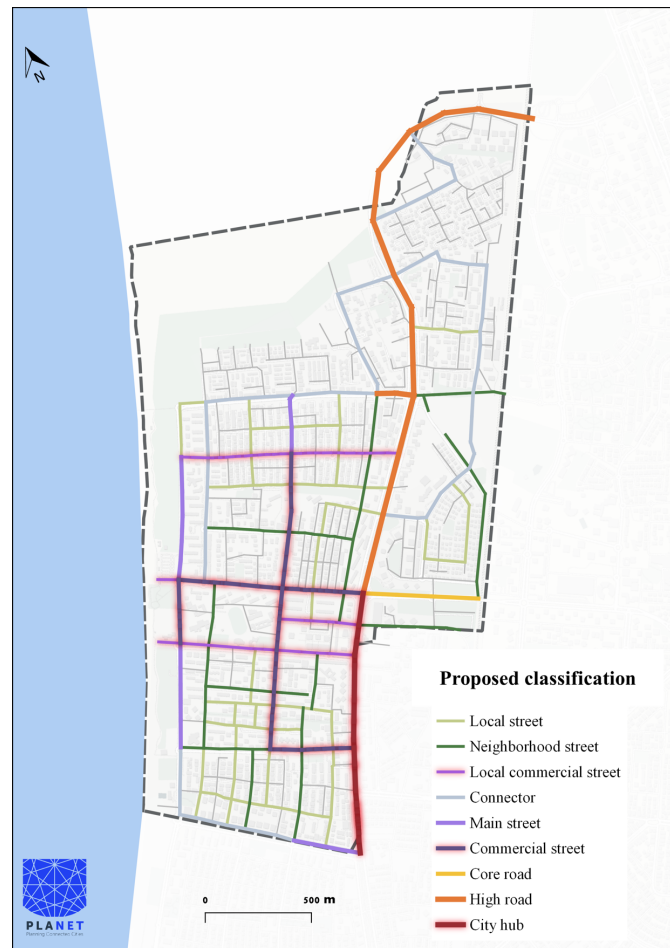 N
Proposed classification
Local street
Neighborhood street
Local commercial street
Connector
Main street
Commercial street
Core road
High road
City hub
0 500 m
PLANET
Planning Connected Cities